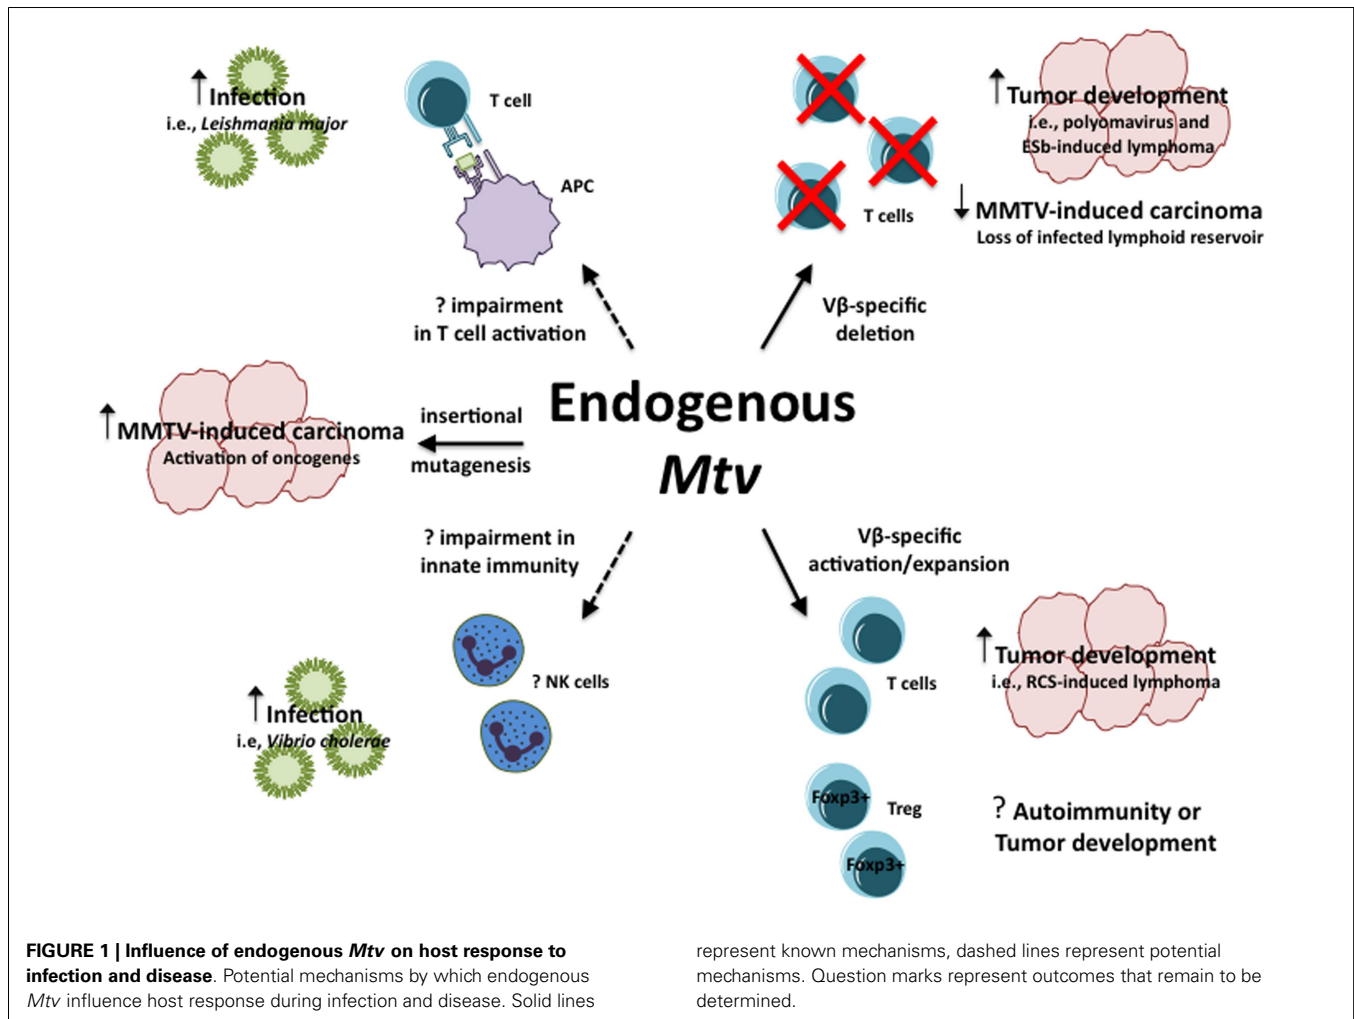 Infection
i.e., Leishmania major
T cell
APC
? impairment
in T cell activation
T cells
Tumor development
i.e., polyomavirus and
ESb-induced lymphoma
MMTV-induced carcinoma
Loss of infected lymphoid reservoir
Vβ-specific
deletion
Endogenous
Mtv
insertional
mutagenesis
MMTV-induced carcinoma
Activation of oncogenes
? impairment in
innate immunity
? NK cells
Infection
i.e, Vibrio cholerae
Vβ-specific
activation/expansion
T cells
Tumor development
i.e., RCS-induced lymphoma
Foxp3+
Treg
Foxp3+
? Autoimmunity or
Tumor development
FIGURE 1 | Influence of endogenous Mtv on host response to
infection and disease. Potential mechanisms by which endogenous
Mtv influence host response during infection and disease. Solid lines
represent known mechanisms, dashed lines represent potential
mechanisms. Question marks represent outcomes that remain to be
determined.